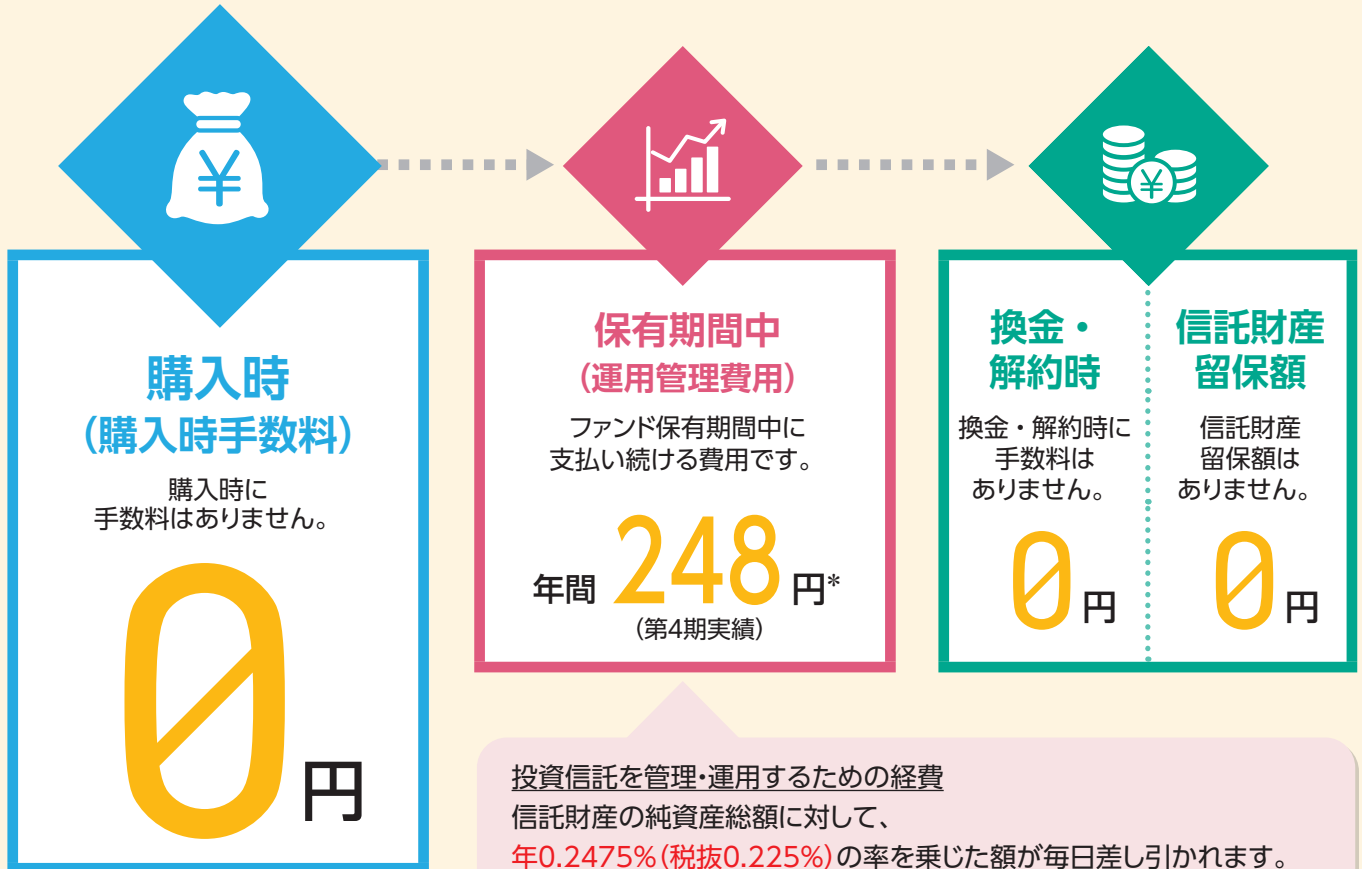 ¥
購入時
(購入時手数料)
購入時に
手数料はありません。
0円
保有期間中
(運用管理費用)
ファンド保有期間中に
支払い続ける費用です。
年間 248 円*
(第4期実績)
¥
換金・
解約時
換金・解約時に
手数料は
ありません。
0円
信託財産
留保額
信託財産
留保額は
ありません。
0円
投資信託を管理・運用するための経費
信託財産の純資産総額に対して、
年0.2475%(税抜0.225%)の率を乗じた額が毎日差し引かれます。